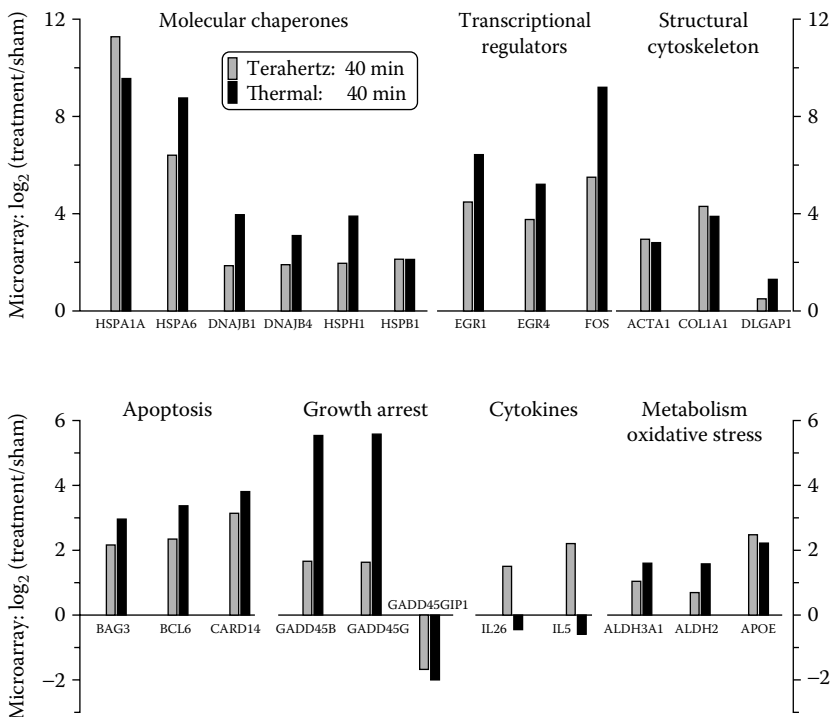 Microarray: log2 (treatment/sham)
12
8
4
0
Molecular chaperones
Transcriptional
regulators
Structural
cytoskeleton
Terahertz: 40 min
Thermal: 40 min
12
8
4
0
HSPA1A HSPA6 DNAJB1 DNAJB4 HSPH1 HSPB1 EGR1 EGR4 FOS ACTA1 COL1A1 DLGAP1
Microarray: log2 (treatment/sham)
6
4
2
0
−2
Apoptosis
Growth arrest
Cytokines
Metabolism
oxidative stress
6
4
2
0
−2
GADD45GIP1
BAG3 BCL6 CARD14 GADD45B GADD45G IL26 IL5 ALDH3A1 ALDH2 APOE